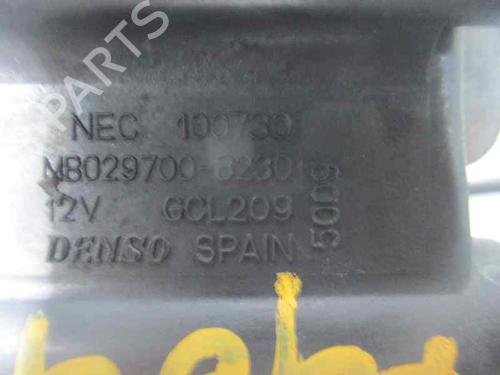 PARTS
NEC 100730
MB029700-8230
12V GCL209
DENSO SPAIN
5009